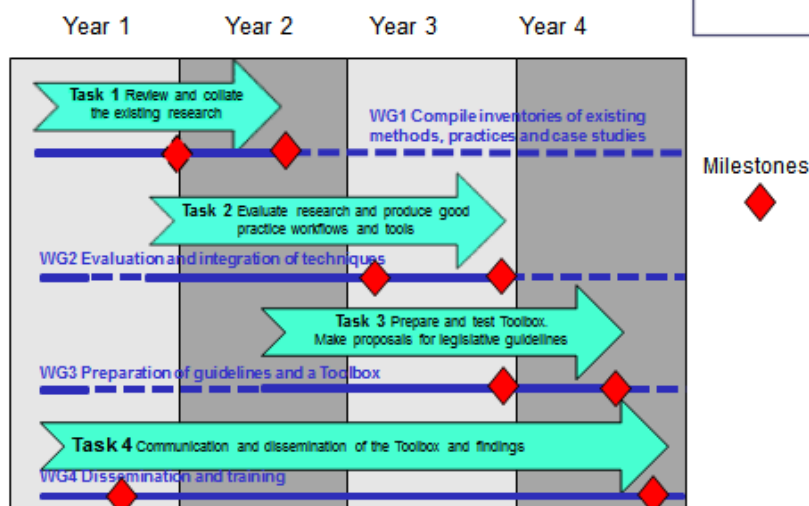 Year 1 Year 2 Year 3 Year 4
Task 1 Review and collate
the existing research
WG1 Compile inventories of existing
methods, practices and case studies
Milestones
Task 2 Evaluate research and produce good
practice workflows and tools
WG2 Evaluation and integration of techniques
Task 3 Prepare and test Toolbox.
Make proposals for legislative guidelines
WG3 Preparation of guidelines and a Toolbox
Task 4 Communication and dissemination of the Toolbox and findings
WG4 Dissemination and training